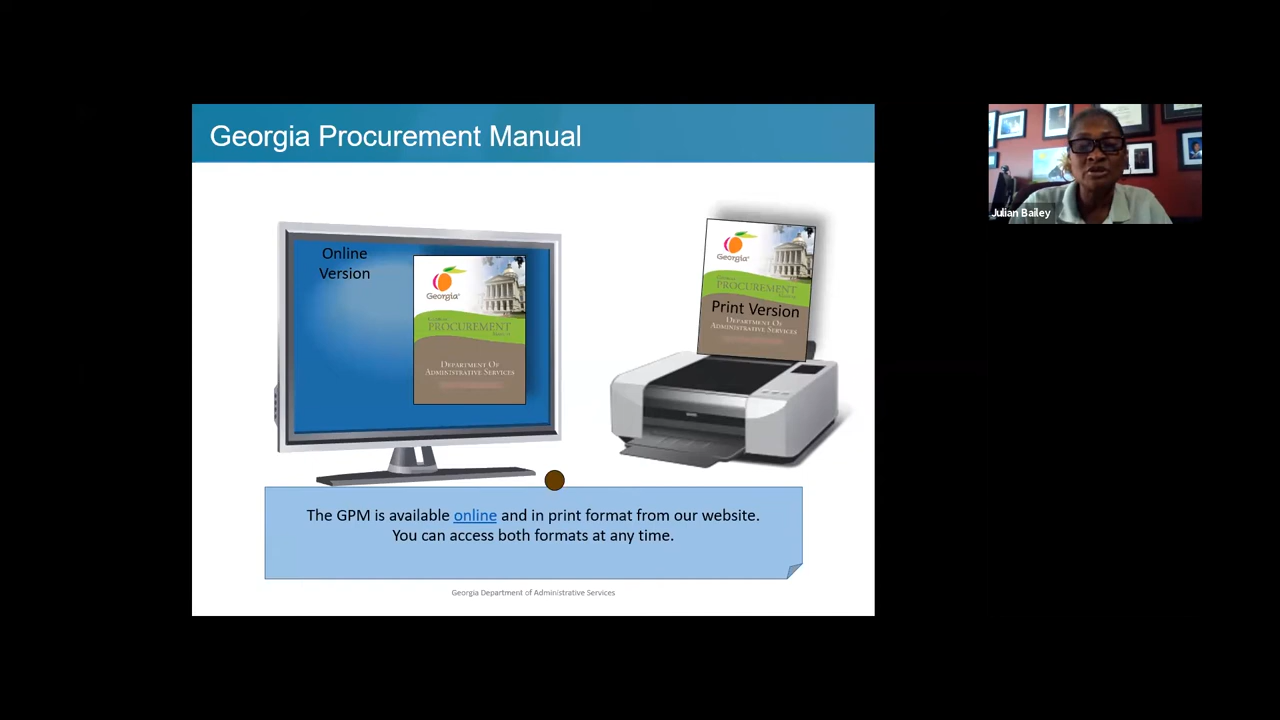 Georgia Procurement Manual
Online
Version
Georgia
PROCUREMENT
DEPARTMENT OF
ADMINISTRATIVE SERVICES
Georgia
PROCUREMENT
Print Version
DEPARTMENT OF
ADMINISTRATIVE SERVICES
The GPM is available online and in print format from our website.
You can access both formats at any time.
Georgia Department of Administrative Services
Julian Bailey